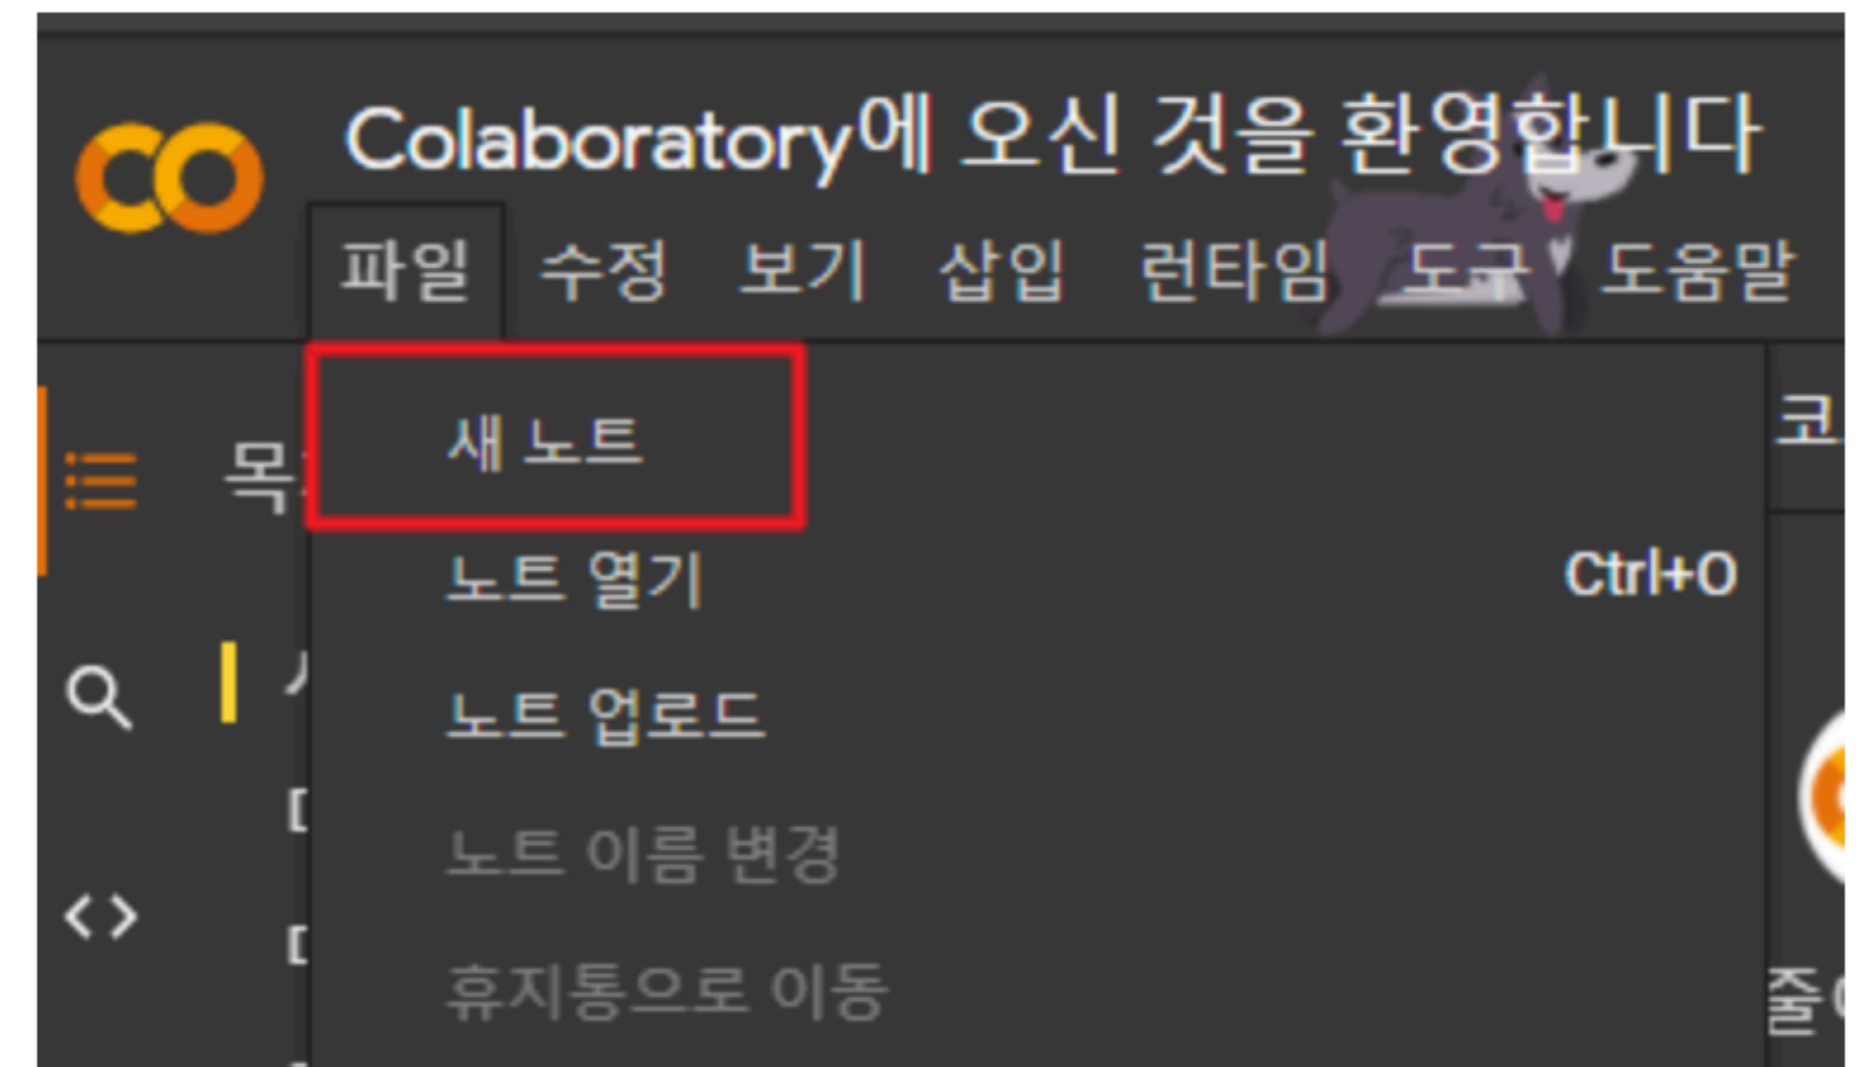 Colaboratory에 오신 것을 환영합니다
파일 수정 보기 삽입 런타임 도구 도움말
새 노트
노트 열기 Ctrl+O
노트 업로드
노트 이름 변경
휴지통으로 이동